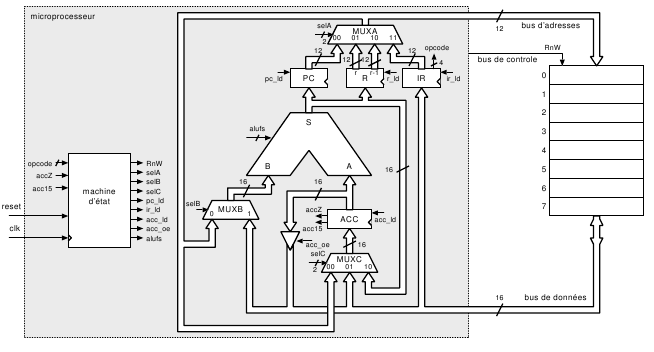 microprocesseur
selA
2
MUXA
00 01 10 11
12
bus d'adresses
12 12 12 12
opcode
4
bus de controle
RnW
pc_ld
PC
R
r r-1
r_ld
IR
ir_ld
0
1
2
3
4
5
6
7
S
alufs
B
A
16
16
16
opcode
accZ
acc15
reset
clk
machine
d'état
RnW
selA
selB
selC
pc_ld
ir_ld
acc_ld
acc_oe
alufs
selB
MUXB
0 1
accZ
acc15
ACC
acc_ld
acc_oe
16
selC
2
MUXC
00 01 10
16
bus de données